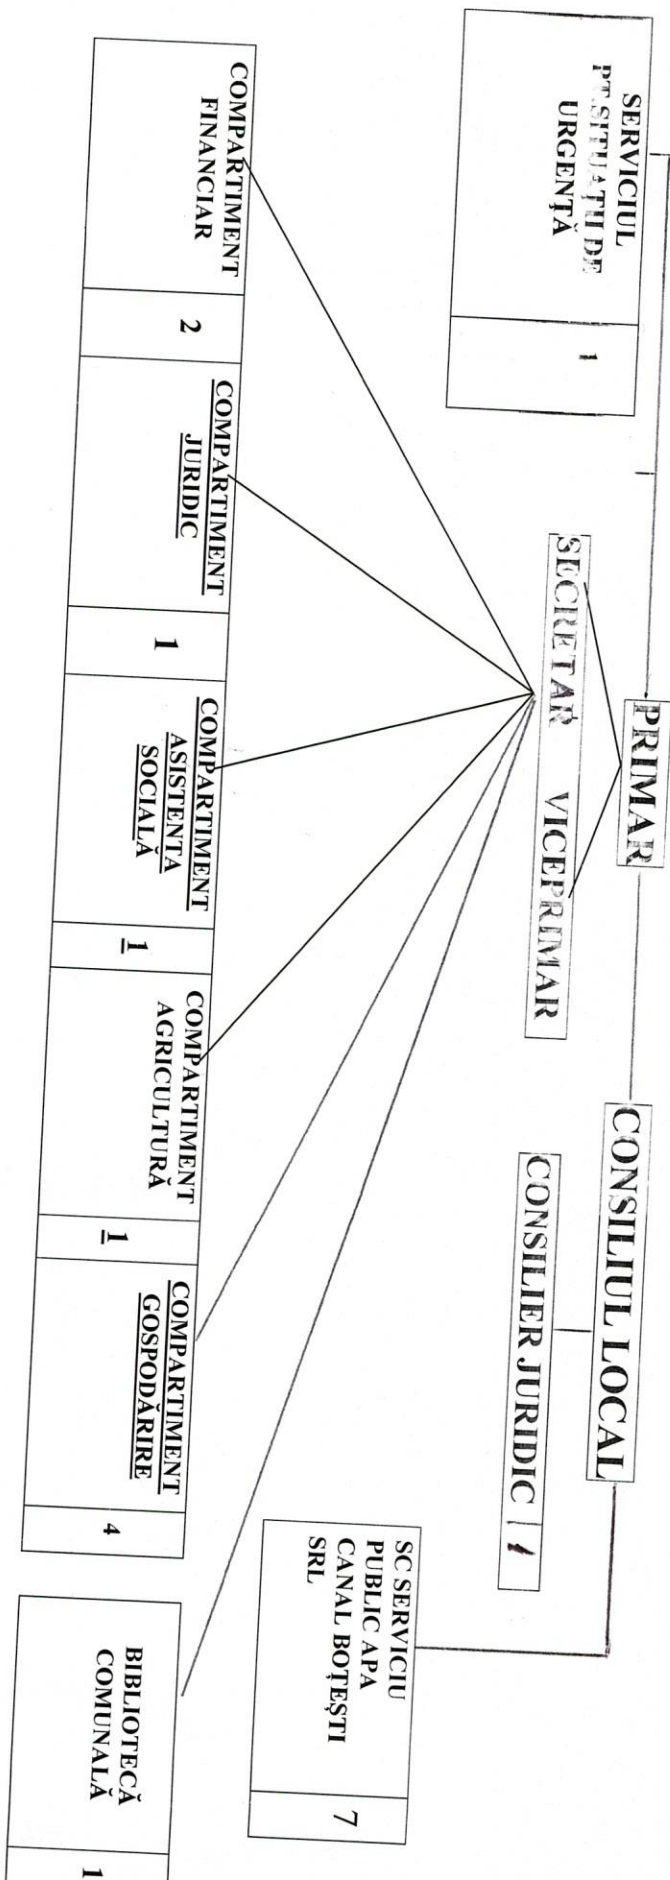 PRIMAR
CONSILIUL LOCAL
SERVICIUL
PT.SITUAȚII DE
URGENȚĂ
1
SECRETAR VICEPRIMAR
CONSILIER JURIDIC 1
SC SERVICIU
PUBLIC APA
CANAL BOTEȘTI
SRL
7
COMPARTIMENT
FINANCIAR
2
COMPARTIMENT
JURIDIC
1
COMPARTIMENT
ASISTENTA
SOCIALĂ
1
COMPARTIMENT
AGRICULTURĂ
1
COMPARTIMENT
GOSPODĂRIRE
4
BIBLIOTECĂ
COMUNALĂ
1